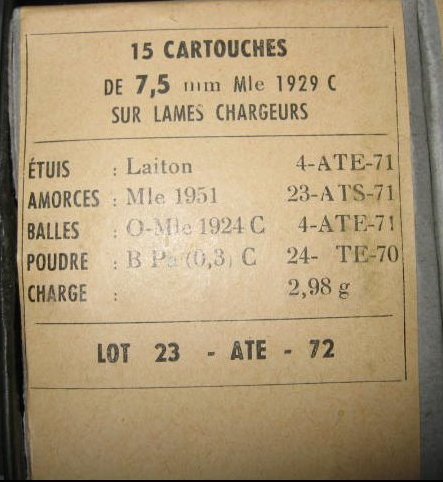 15 CARTOUCHES
DE 7,5 mm Mle 1929 C
SUR LAMES CHARGEURS
ÉTUIS : Laiton 4-ATE-71
AMORCES : Mle 1951 23-ATS-71
BALLES : O-Mle 1924 C 4-ATE-71
POUDRE : B Pa (0,3) C 24- TE-70
CHARGE : 2,98 g
LOT 23 - ATE - 72